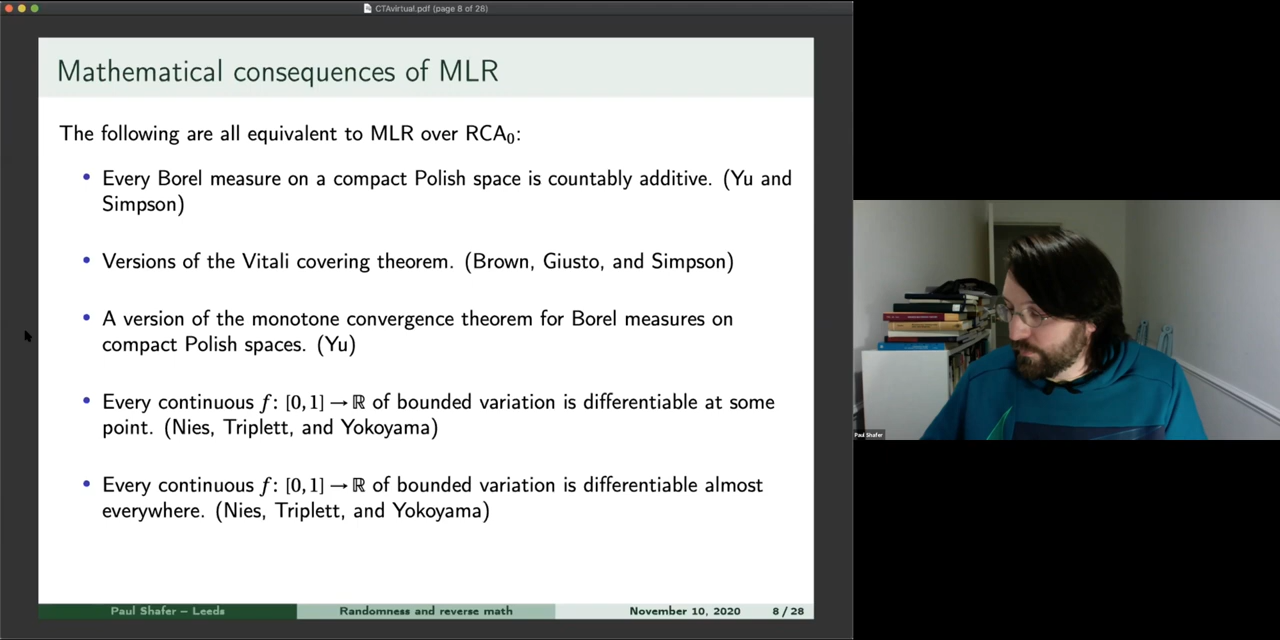 CTAvirtual.pdf (page 8 of 28)
Mathematical consequences of MLR
The following are all equivalent to MLR over RCA₀:
• Every Borel measure on a compact Polish space is countably additive. (Yu and
Simpson)
• Versions of the Vitali covering theorem. (Brown, Giusto, and Simpson)
• A version of the monotone convergence theorem for Borel measures on
compact Polish spaces. (Yu)
• Every continuous f: [0,1] → ℝ of bounded variation is differentiable at some
point. (Nies, Triplett, and Yokoyama)
• Every continuous f: [0,1] → ℝ of bounded variation is differentiable almost
everywhere. (Nies, Triplett, and Yokoyama)
Paul Shafer – Leeds Randomness and reverse math November 10, 2020 8 / 28
Paul Shafer